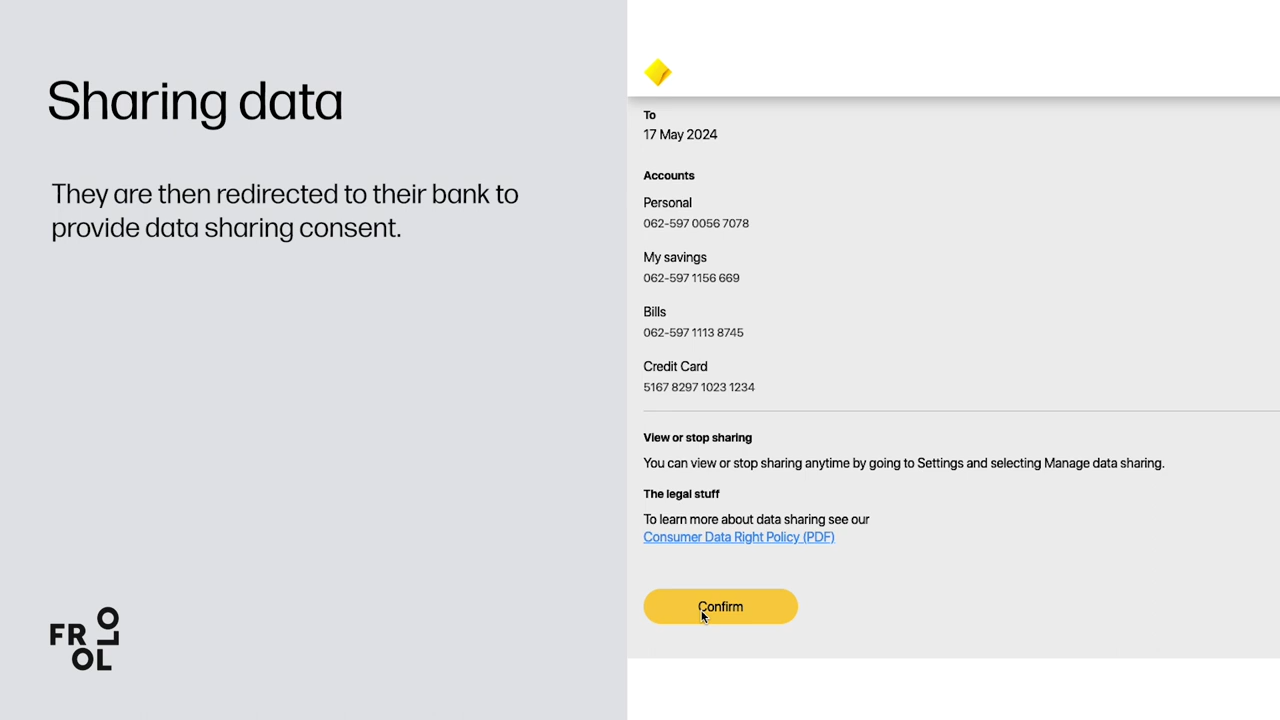 Sharing data
They are then redirected to their bank to
provide data sharing consent.
FR
OL
OL
To
17 May 2024
Accounts
Personal
062-597 0056 7078
My savings
062-597 1156 669
Bills
062-597 1113 8745
Credit Card
5167 8297 1023 1234
View or stop sharing
You can view or stop sharing anytime by going to Settings and selecting Manage data sharing.
The legal stuff
To learn more about data sharing see our
Consumer Data Right Policy (PDF)
Confirm